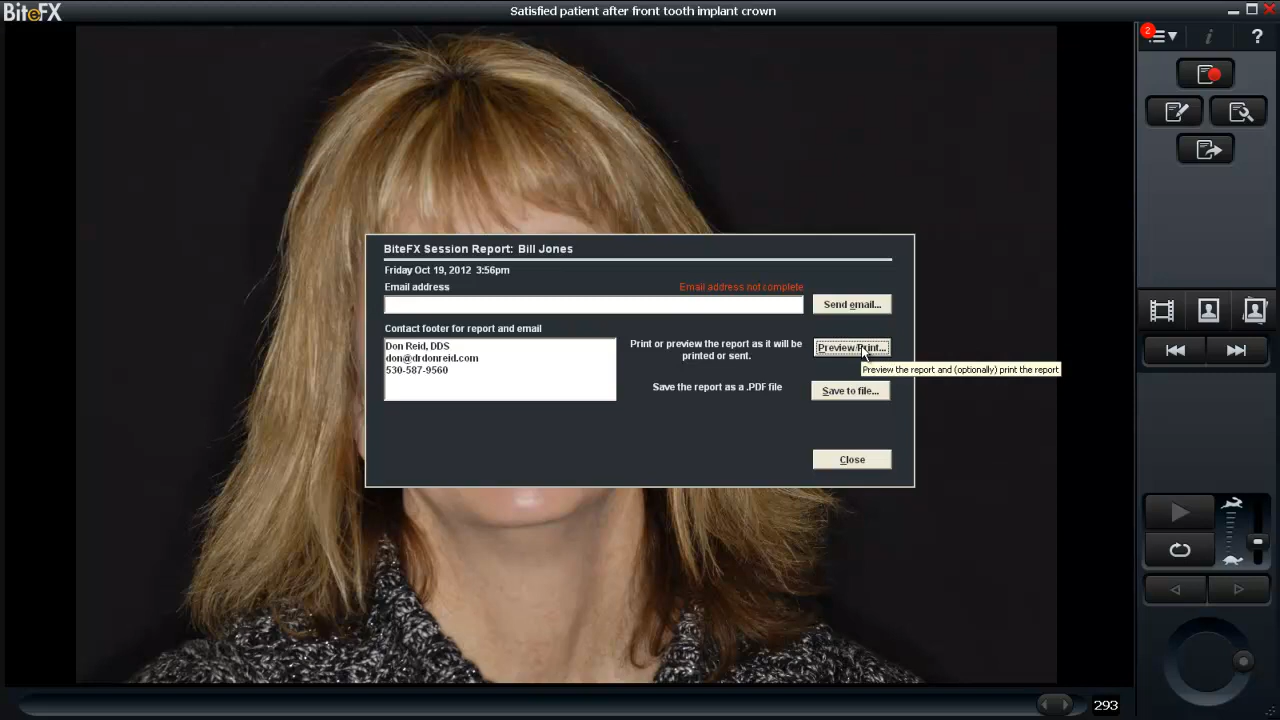 BiteFX
Satisfied patient after front tooth implant crown
2
i
?
BiteFX Session Report: Bill Jones
Friday Oct 19, 2012 3:56pm
Email address
Email address not complete
Send email...
Contact footer for report and email
Don Reid, DDS
don@drdonreid.com
530-587-9560
Print or preview the report as it will be
printed or sent.
Preview/Print...
Preview the report and (optionally) print the report
Save the report as a .PDF file
Save to file...
Close
293